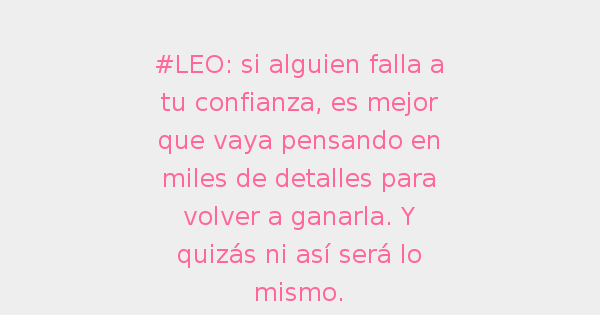 #LEO: si alguien falla a
tu confianza, es mejor
que vaya pensando en
miles de detalles para
volver a ganarla. Y
quizás ni así será lo
mismo.